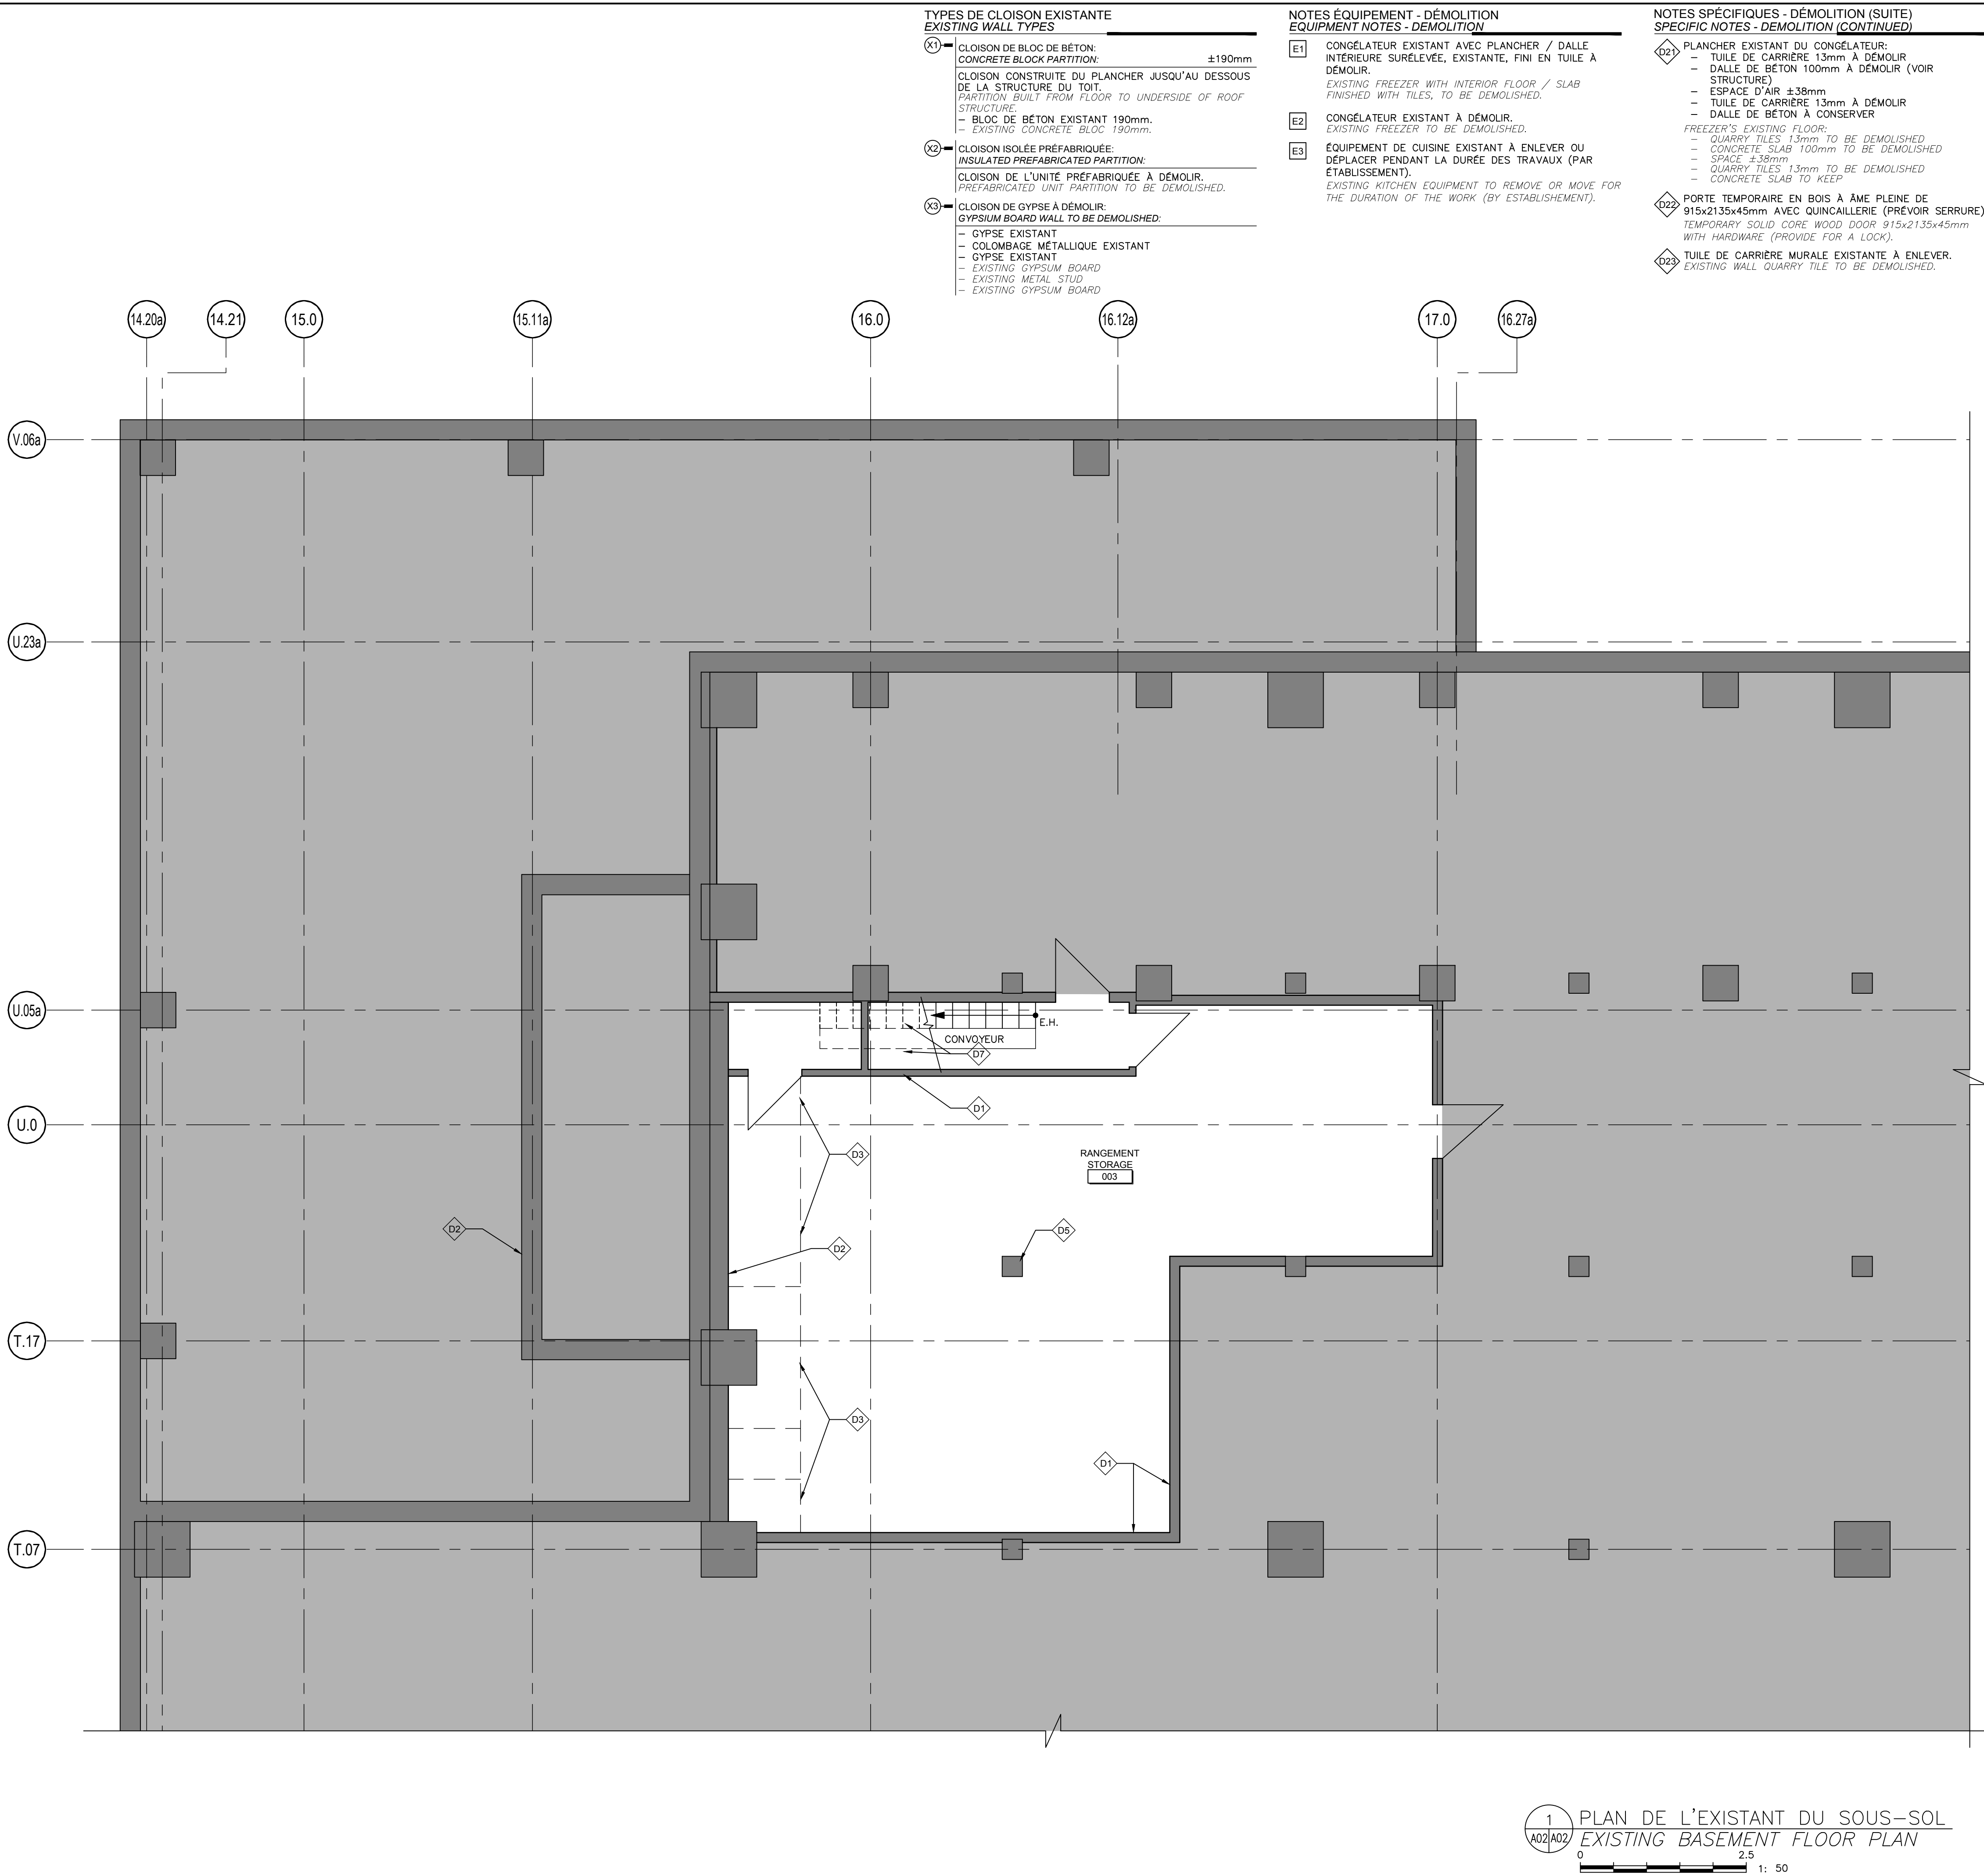 TYPES DE CLOISON EXISTANTE
EXISTING WALL TYPES
X1
CLOISON DE BLOC DE BÉTON:
CONCRETE BLOCK PARTITION: ±190mm
CLOISON CONSTRUITE DU PLANCHER JUSQU'AU DESSOUS
DE LA STRUCTURE DU TOIT.
PARTITION BUILT FROM FLOOR TO UNDERSIDE OF ROOF
STRUCTURE.
– BLOC DE BÉTON EXISTANT 190mm.
– EXISTING CONCRETE BLOC 190mm.
X2
CLOISON ISOLÉE PRÉFABRIQUÉE:
INSULATED PREFABRICATED PARTITION:
CLOISON DE L'UNITÉ PRÉFABRIQUÉE À DÉMOLIR.
PREFABRICATED UNIT PARTITION TO BE DEMOLISHED.
X3
CLOISON DE GYPSE À DÉMOLIR:
GYPSIUM BOARD WALL TO BE DEMOLISHED:
– GYPSE EXISTANT
– COLOMBAGE MÉTALLIQUE EXISTANT
– GYPSE EXISTANT
– EXISTING GYPSUM BOARD
– EXISTING METAL STUD
– EXISTING GYPSUM BOARD
NOTES ÉQUIPEMENT - DÉMOLITION
EQUIPMENT NOTES - DEMOLITION
E1
CONGÉLATEUR EXISTANT AVEC PLANCHER / DALLE
INTÉRIEURE SURÉLEVÉE, EXISTANTE, FINI EN TUILE À
DÉMOLIR.
EXISTING FREEZER WITH INTERIOR FLOOR / SLAB
FINISHED WITH TILES, TO BE DEMOLISHED.
E2
CONGÉLATEUR EXISTANT À DÉMOLIR.
EXISTING FREEZER TO BE DEMOLISHED.
E3
ÉQUIPEMENT DE CUISINE EXISTANT À ENLEVER OU
DÉPLACER PENDANT LA DURÉE DES TRAVAUX (PAR
ÉTABLISSEMENT).
EXISTING KITCHEN EQUIPMENT TO REMOVE OR MOVE FOR
THE DURATION OF THE WORK (BY ESTABLISHEMENT).
NOTES SPÉCIFIQUES - DÉMOLITION (SUITE)
SPECIFIC NOTES - DEMOLITION (CONTINUED)
D21
PLANCHER EXISTANT DU CONGÉLATEUR:
– TUILE DE CARRIÈRE 13mm À DÉMOLIR
– DALLE DE BÉTON 100mm À DÉMOLIR (VOIR
STRUCTURE)
– ESPACE D'AIR ±38mm
– TUILE DE CARRIÈRE 13mm À DÉMOLIR
– DALLE DE BÉTON À CONSERVER
FREEZER'S EXISTING FLOOR:
– QUARRY TILES 13mm TO BE DEMOLISHED
– CONCRETE SLAB 100mm TO BE DEMOLISHED
– SPACE ±38mm
– QUARRY TILES 13mm TO BE DEMOLISHED
– CONCRETE SLAB TO KEEP
D22
PORTE TEMPORAIRE EN BOIS À ÂME PLEINE DE
915x2135x45mm AVEC QUINCAILLERIE (PRÉVOIR SERRURE)
TEMPORARY SOLID CORE WOOD DOOR 915x2135x45mm
WITH HARDWARE (PROVIDE FOR A LOCK).
D23
TUILE DE CARRIÈRE MURALE EXISTANTE À ENLEVER.
EXISTING WALL QUARRY TILE TO BE DEMOLISHED.
14.20a 14.21 15.0 15.11a 16.0 16.12a 17.0 16.27a
V.06a
U.23a
U.05a
E.H.
CONVOYEUR
D7
D1
U.0
D3
RANGEMENT
STORAGE
003
D2
D5
D2
T.17
D3
D1
T.07
1
A02 A02
PLAN DE L'EXISTANT DU SOUS–SOL
EXISTING BASEMENT FLOOR PLAN
0 2.5
1: 50